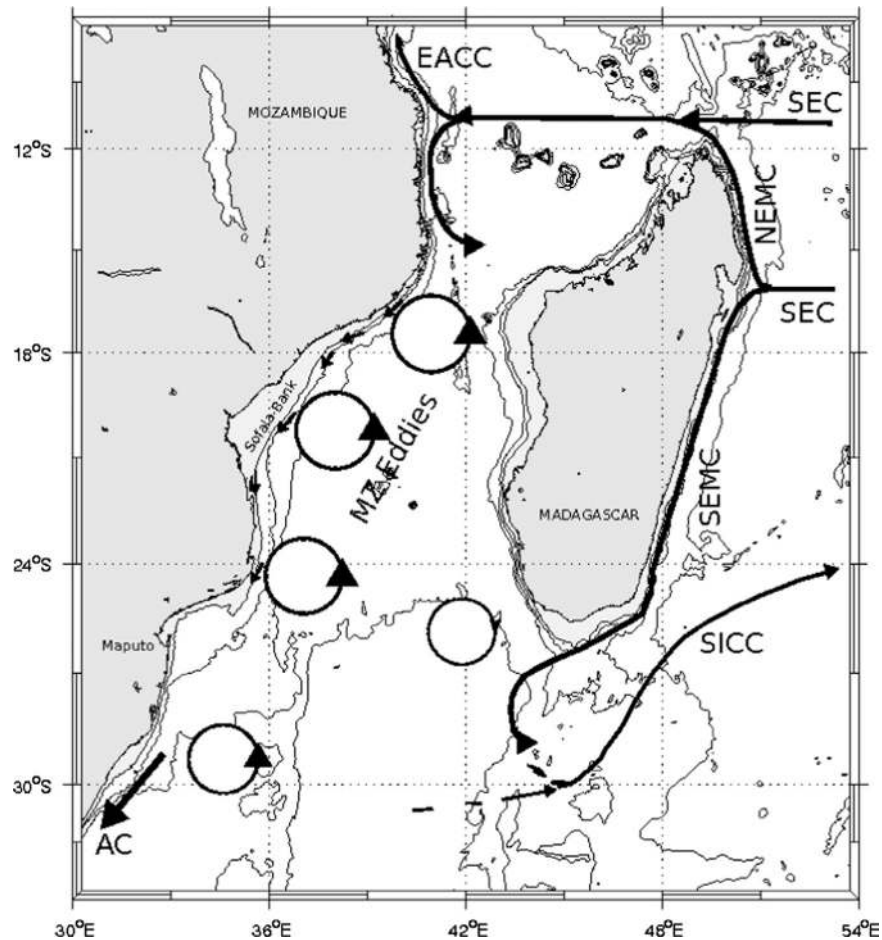 EACC
MOZAMBIQUE
SEC
12°S
NEMC
SEC
18°S
Sofala-Bank
MZ Eddies
MADAGASCAR
SEMC
24°S
Maputo
SICC
30°S
AC
30°E
36°E
42°E
48°E
54°E